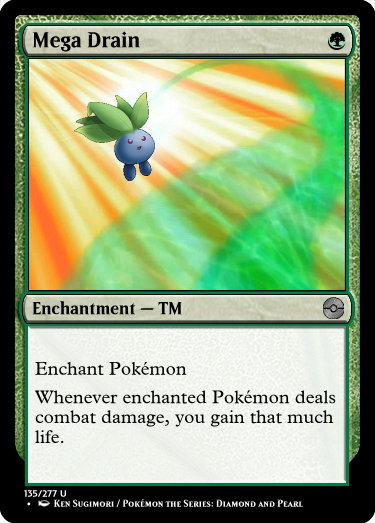 Mega Drain
Enchantment — TM
Enchant Pokémon
Whenever enchanted Pokémon deals
combat damage, you gain that much
life.
135/277 U
• Ken Sugimori / Pokémon the Series: Diamond and Pearl